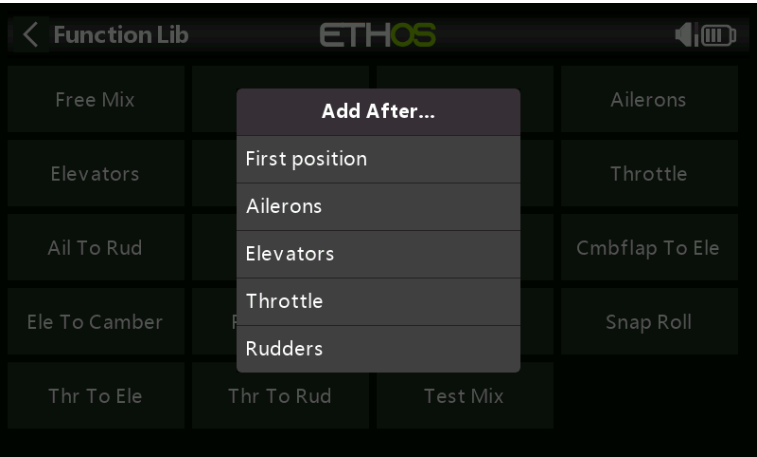 Function Lib
ETHOS
Free Mix
Ailerons
Elevators
Throttle
Ail To Rud
Cmbflap To Ele
Ele To Camber
Snap Roll
Thr To Ele
Thr To Rud
Test Mix
Add After...
First position
Ailerons
Elevators
Throttle
Rudders